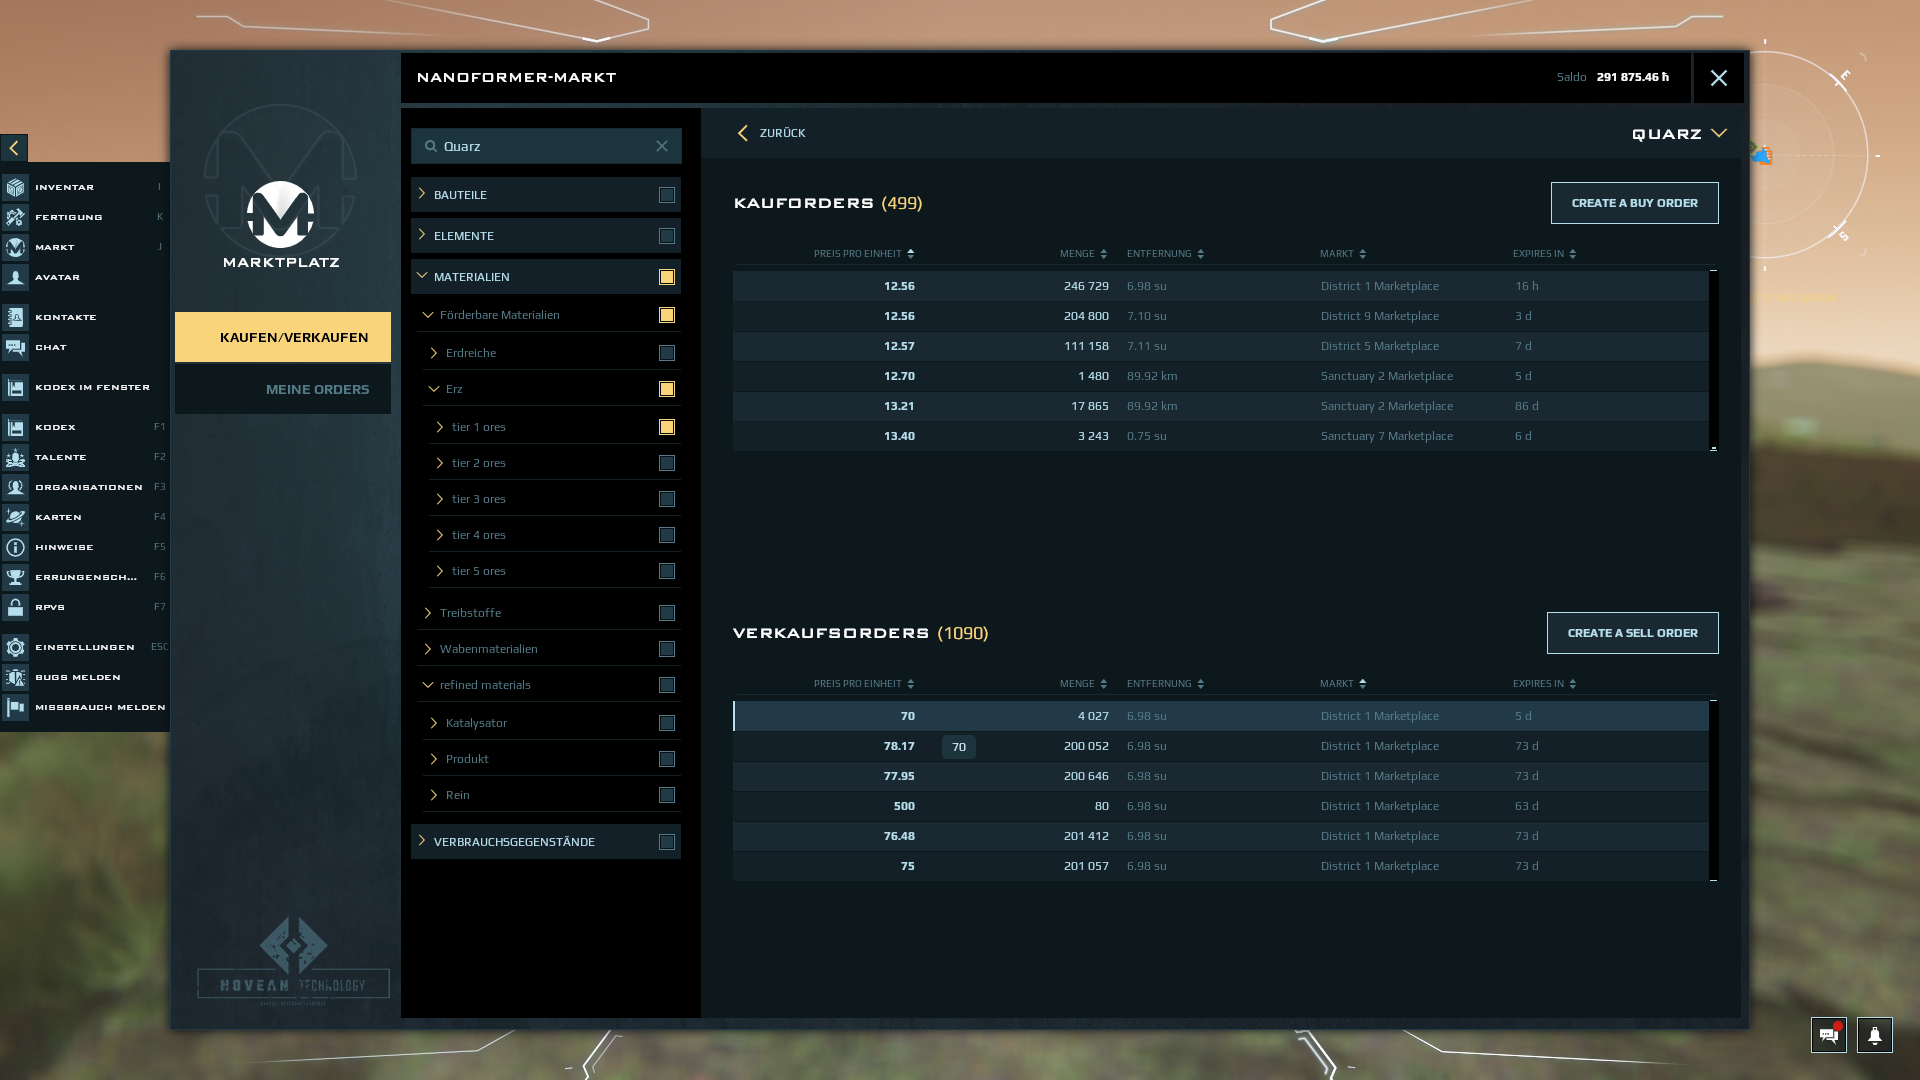 NANOFORMER-MARKT
Saldo 291 875.46 ħ
INVENTAR I
FERTIGUNG K
MARKT J
AVATAR
KONTAKTE
CHAT
KODEX IM FENSTER
KODEX F1
TALENTE F2
ORGANISATIONEN F3
KARTEN F4
HINWEISE F5
ERRUNGENSCH... F6
RPVS F7
EINSTELLUNGEN ESC
BUGS MELDEN
MISSBRAUCH MELDEN
MARKTPLATZ
KAUFEN/VERKAUFEN
MEINE ORDERS
NOVEAN TECHNOLOGY
Quarz
BAUTEILE
ELEMENTE
MATERIALIEN
Förderbare Materialien
Erdreiche
Erz
tier 1 ores
tier 2 ores
tier 3 ores
tier 4 ores
tier 5 ores
Treibstoffe
Wabenmaterialien
refined materials
Katalysator
Produkt
Rein
VERBRAUCHSGEGENSTÄNDE
ZURÜCK
QUARZ
KAUFORDERS (499)
CREATE A BUY ORDER
PREIS PRO EINHEIT MENGE ENTFERNUNG MARKT EXPIRES IN
12.56 246 729 6.98 su District 1 Marketplace 16 h
12.56 204 800 7.10 su District 9 Marketplace 3 d
12.57 111 158 7.11 su District 5 Marketplace 7 d
12.70 1 480 89.92 km Sanctuary 2 Marketplace 5 d
13.21 17 865 89.92 km Sanctuary 2 Marketplace 86 d
13.40 3 243 0.75 su Sanctuary 7 Marketplace 6 d
VERKAUFSORDERS (1090)
CREATE A SELL ORDER
PREIS PRO EINHEIT MENGE ENTFERNUNG MARKT EXPIRES IN
70 4 027 6.98 su District 1 Marketplace 5 d
78.17 70 200 052 6.98 su District 1 Marketplace 73 d
77.95 200 646 6.98 su District 1 Marketplace 73 d
500 80 6.98 su District 1 Marketplace 63 d
76.48 201 412 6.98 su District 1 Marketplace 73 d
75 201 057 6.98 su District 1 Marketplace 73 d
E
S